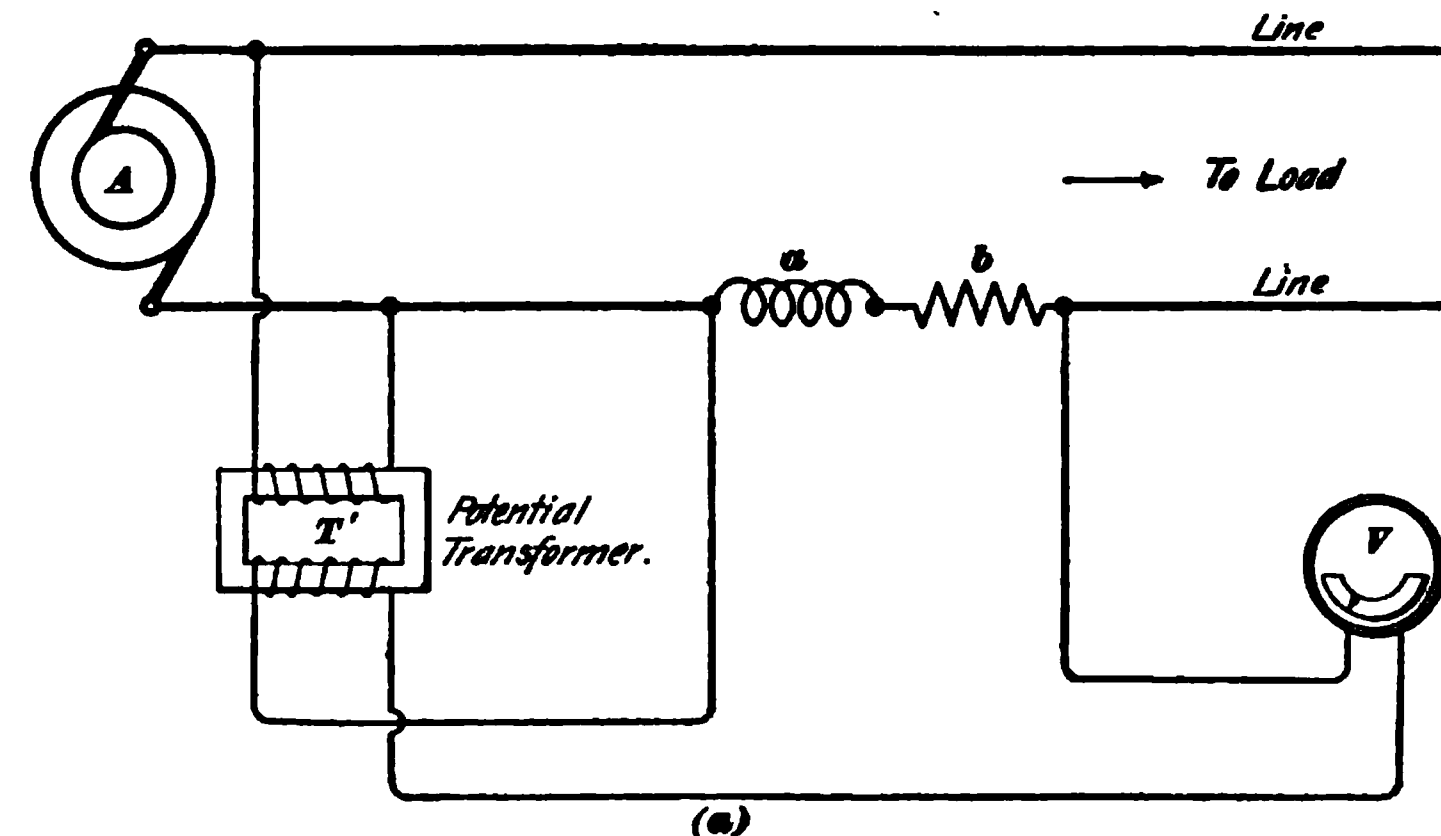 Line
A
To Load
a b
Line
Potential
T' Transformer.
V
(a)